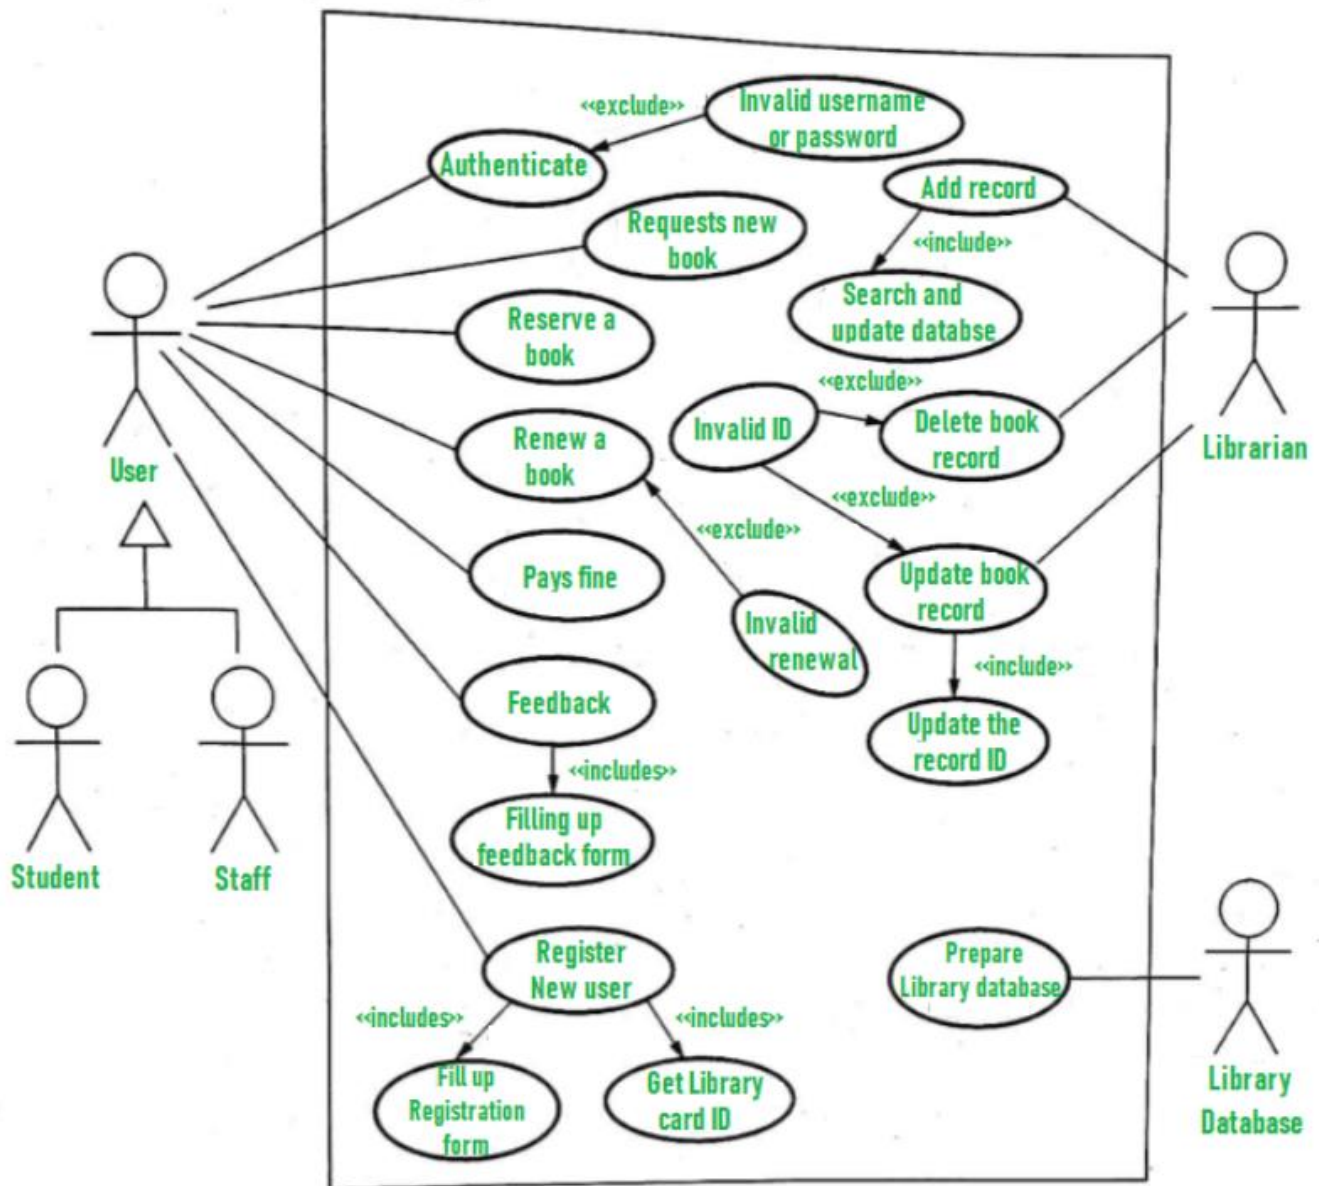 <<exclude>>
Invalid username
or password
Authenticate
Add record
Requests new
book
<<include>>
Search and
update databse
Reserve a
book
<<exclude>>
Invalid ID
Delete book
record
Renew a
book
Librarian
User
<<exclude>>
<<exclude>>
Pays fine
Update book
record
Invalid
renewal
<<include>>
Feedback
Update the
record ID
<<includes>>
Filling up
feedback form
Student
Staff
Register
New user
Prepare
Library database
<<includes>>
<<includes>>
Fill up
Registration
form
Get Library
card ID
Library
Database